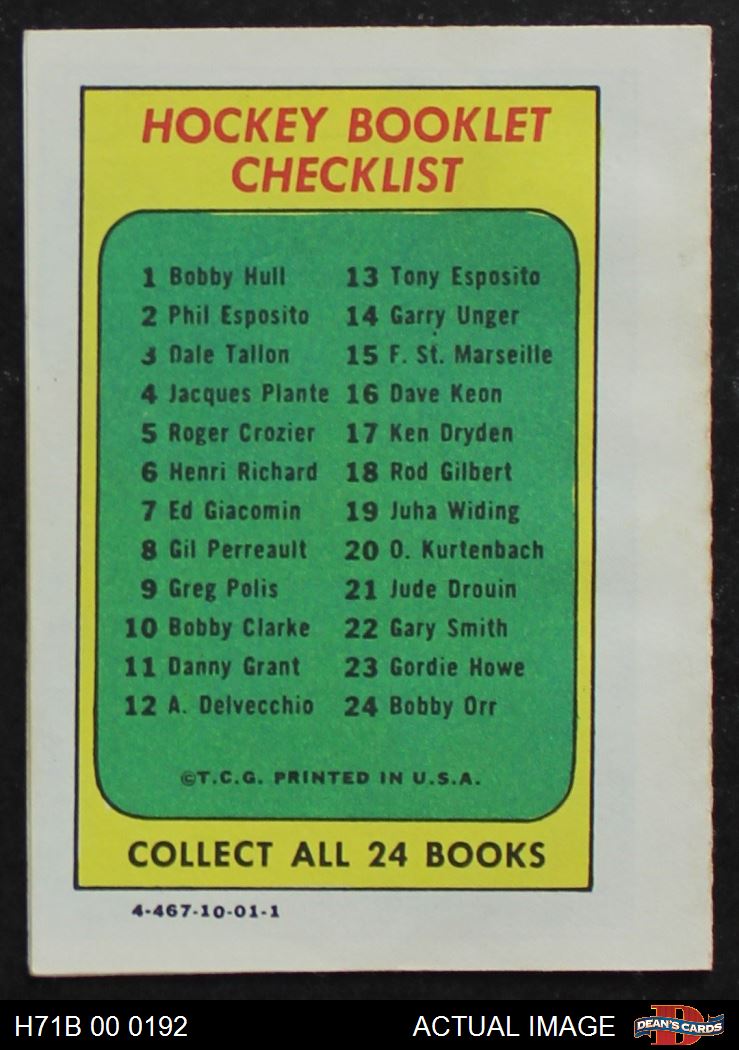 HOCKEY BOOKLET
CHECKLIST
1 Bobby Hull
2 Phil Esposito
3 Dale Tallon
4 Jacques Plante
5 Roger Crozier
6 Henri Richard
7 Ed Giacomin
8 Gil Perreault
9 Greg Polis
10 Bobby Clarke
11 Danny Grant
12 A. Delvecchio
13 Tony Esposito
14 Garry Unger
15 F. St. Marseille
16 Dave Keon
17 Ken Dryden
18 Rod Gilbert
19 Juha Widing
20 O. Kurtenbach
21 Jude Drouin
22 Gary Smith
23 Gordie Howe
24 Bobby Orr
©T.C.G. PRINTED IN U.S.A.
COLLECT ALL 24 BOOKS
4-467-10-01-1
H71B 00 0192
ACTUAL IMAGE
D
DEAN'S CARDS